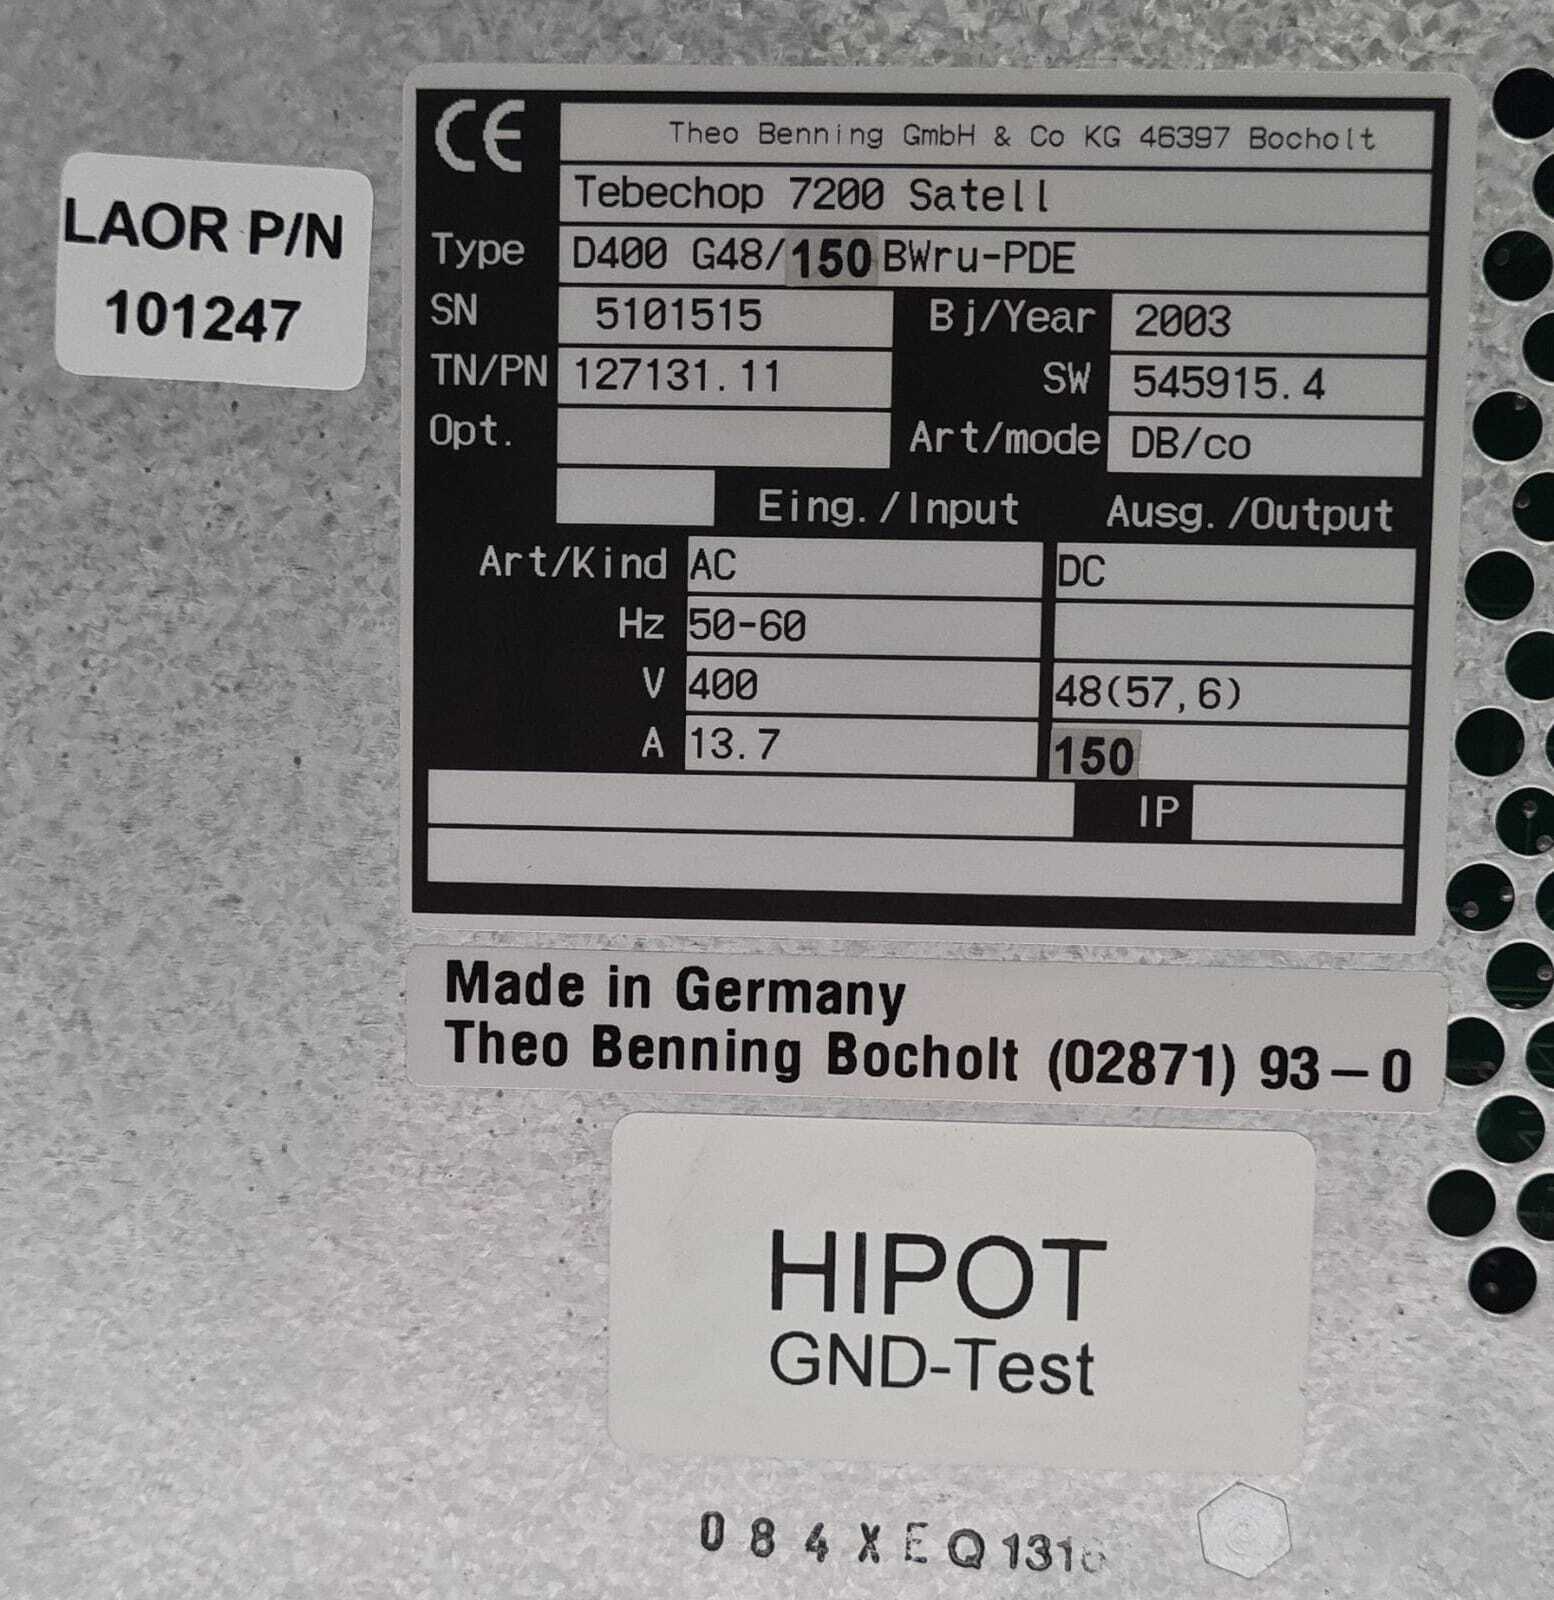 LAOR P/N
101247
CE
Theo Benning GmbH & Co KG 46397 Bocholt
Tebechop 7200 Satell
Type D400 G48/150 BWru-PDE
SN 5101515 Bj/Year 2003
TN/PN 127131.11 SW 545915.4
Opt. Art/mode DB/co
Eing./Input Ausg./Output
Art/Kind AC DC
Hz 50-60
V 400 48(57,6)
A 13.7 150
IP
Made in Germany
Theo Benning Bocholt (02871) 93-0
HIPOT
GND-Test